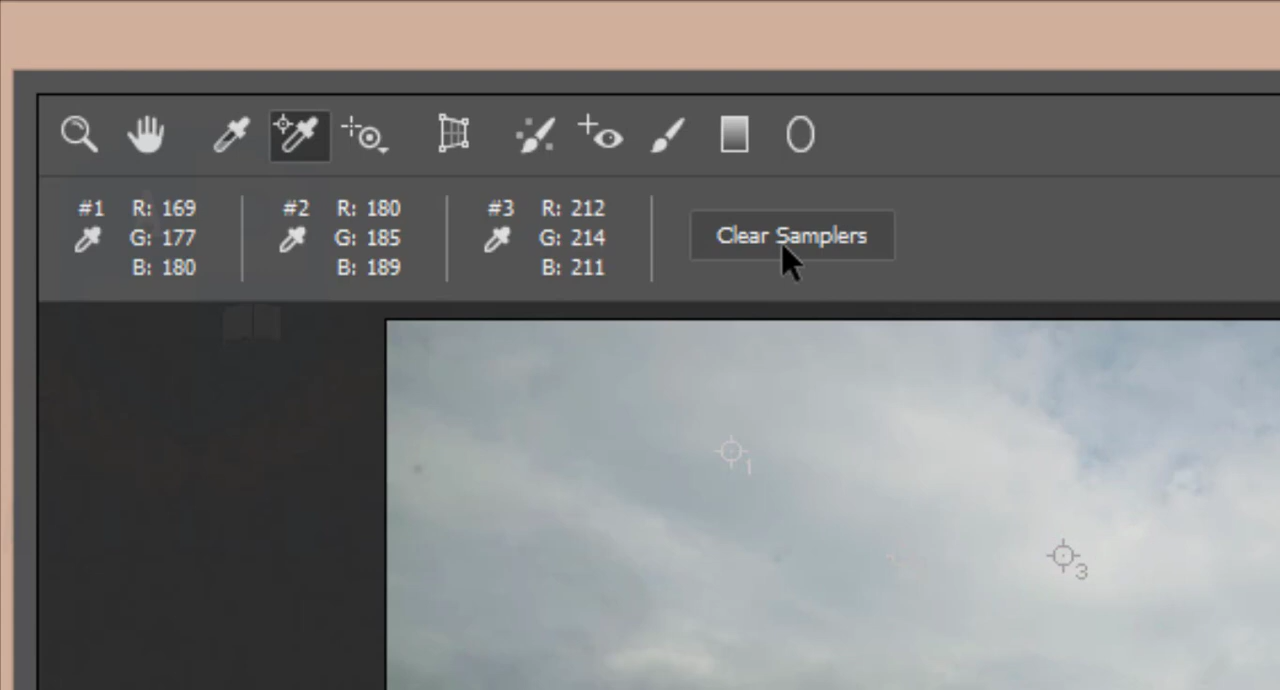 #1 R: 169 #2 R: 180 #3 R: 212
G: 177 G: 185 G: 214 Clear Samplers
B: 180 B: 189 B: 211
1
3